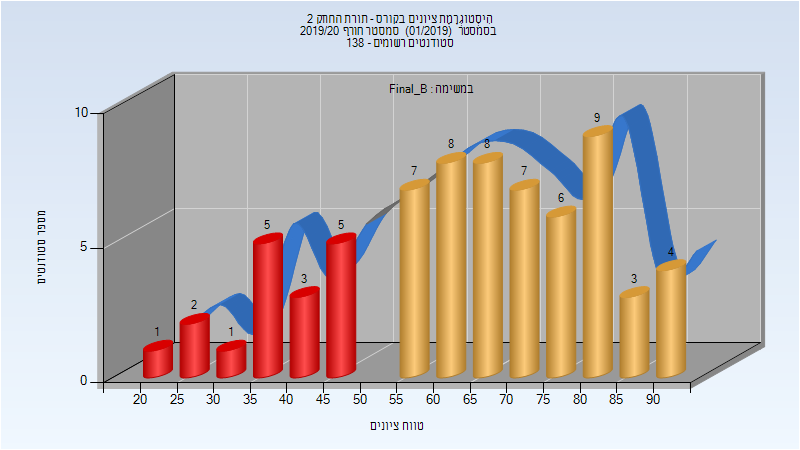 היסטוגרמת ציונים בקורס - תורת החוזק 2
בסמסטר (01/2019) סמסטר חורף 2019/20
סטודנטים רשומים - 138
במשימה : Final_B
מספר סטודנטים
10
5
0
1
2
1
5
3
5
7
8
8
7
6
9
3
4
20 25 30 35 40 45 50 55 60 65 70 75 80 85 90
טווח ציונים